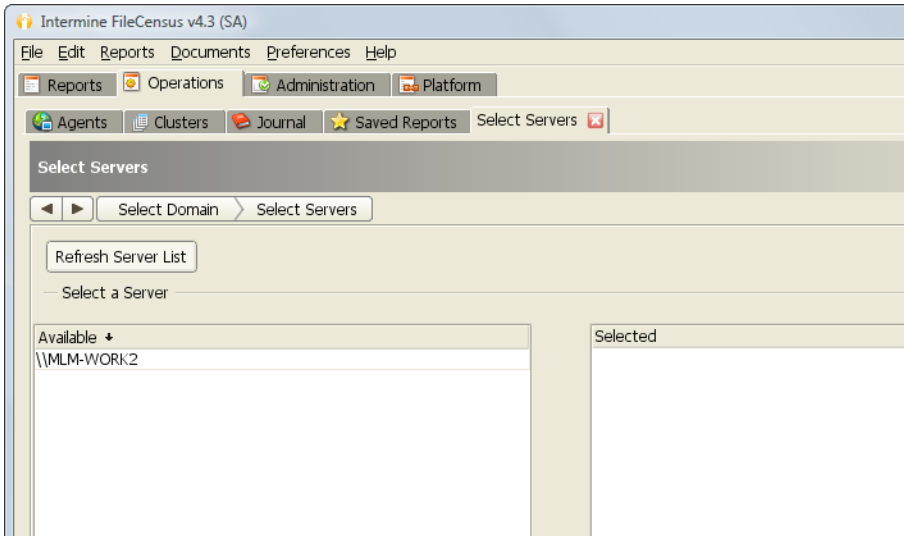 Intermine FileCensus v4.3 (SA)
File Edit Reports Documents Preferences Help
Reports Operations Administration Platform
Agents Clusters Journal Saved Reports Select Servers
Select Servers
Select Domain Select Servers
Refresh Server List
Select a Server
Available Selected
\\MLM-WORK2